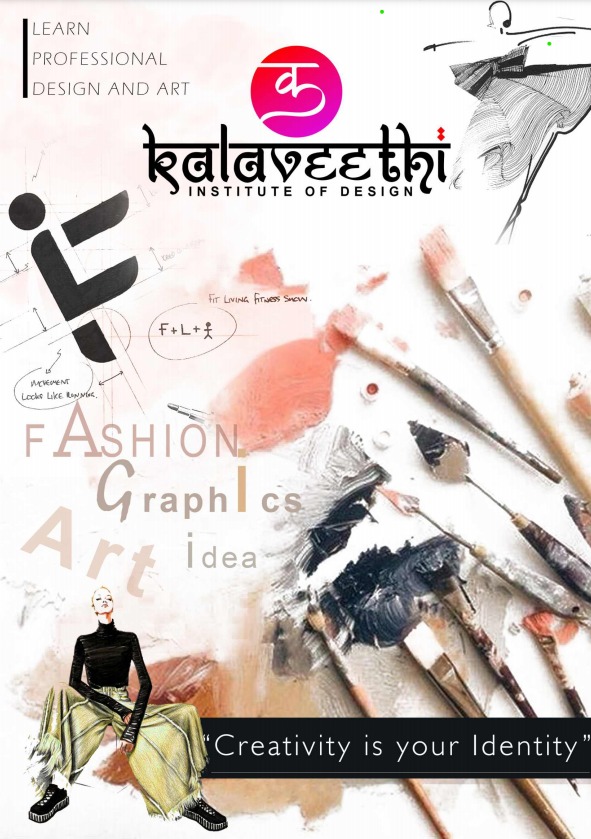 LEARN
PROFESSIONAL
DESIGN AND ART
क
kalaveethi
INSTITUTE OF DESIGN
FIT LIVING FITNESS SHOW.
F+L+
MOVEMENT
LOOKS LIKE RUNNING.
FASHION
GraphIcs
Art
idea
“Creativity is your Identity”